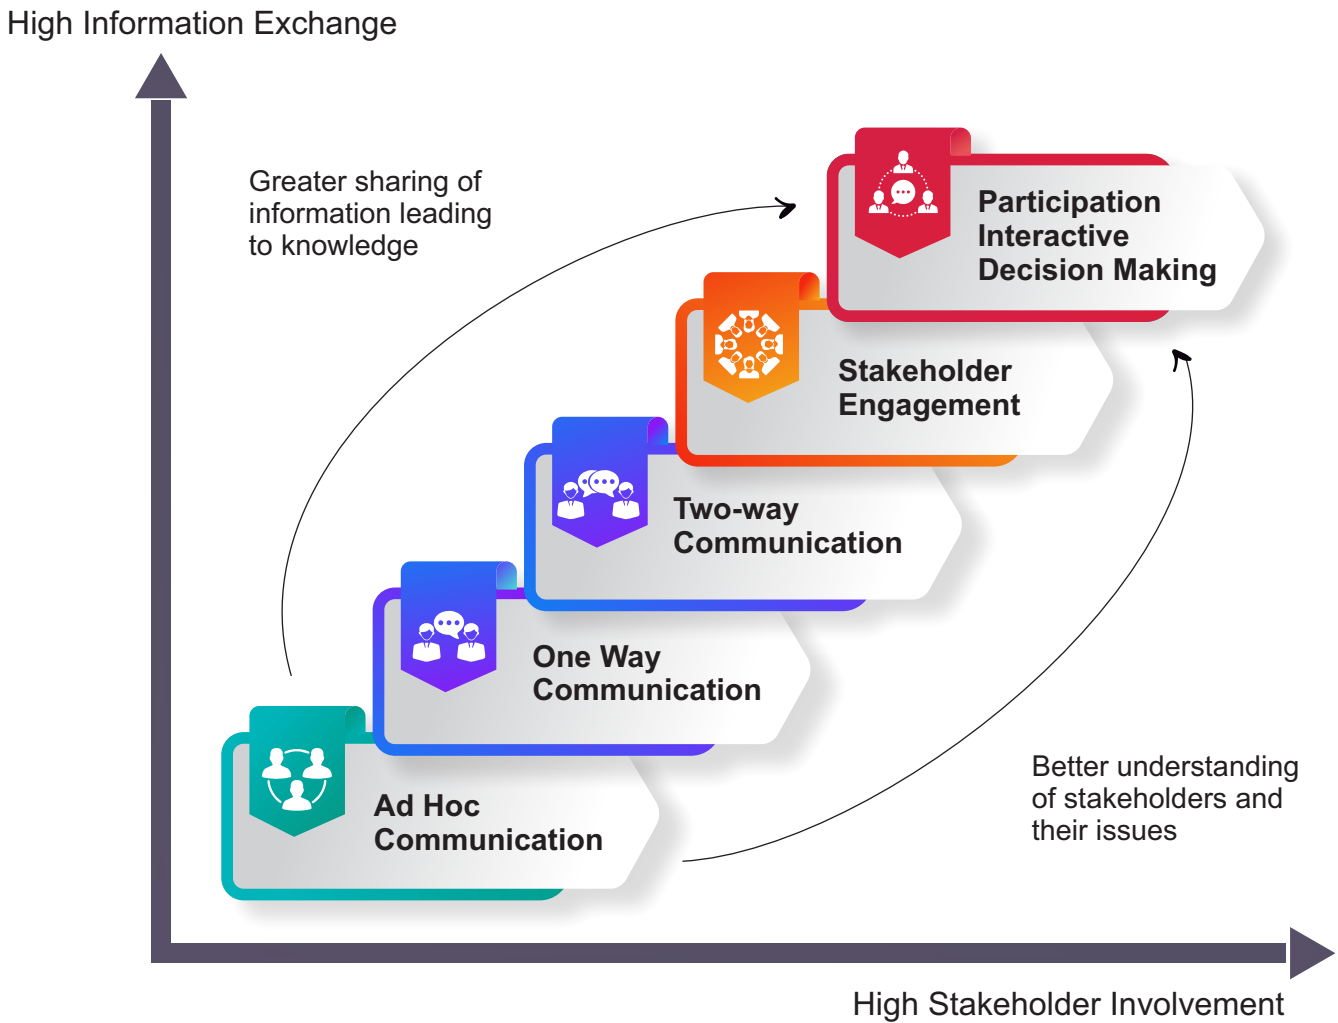 High Information Exchange
Greater sharing of
information leading
to knowledge
Participation
Interactive
Decision Making
Stakeholder
Engagement
Two-way
Communication
One Way
Communication
Ad Hoc
Communication
Better understanding
of stakeholders and
their issues
High Stakeholder Involvement